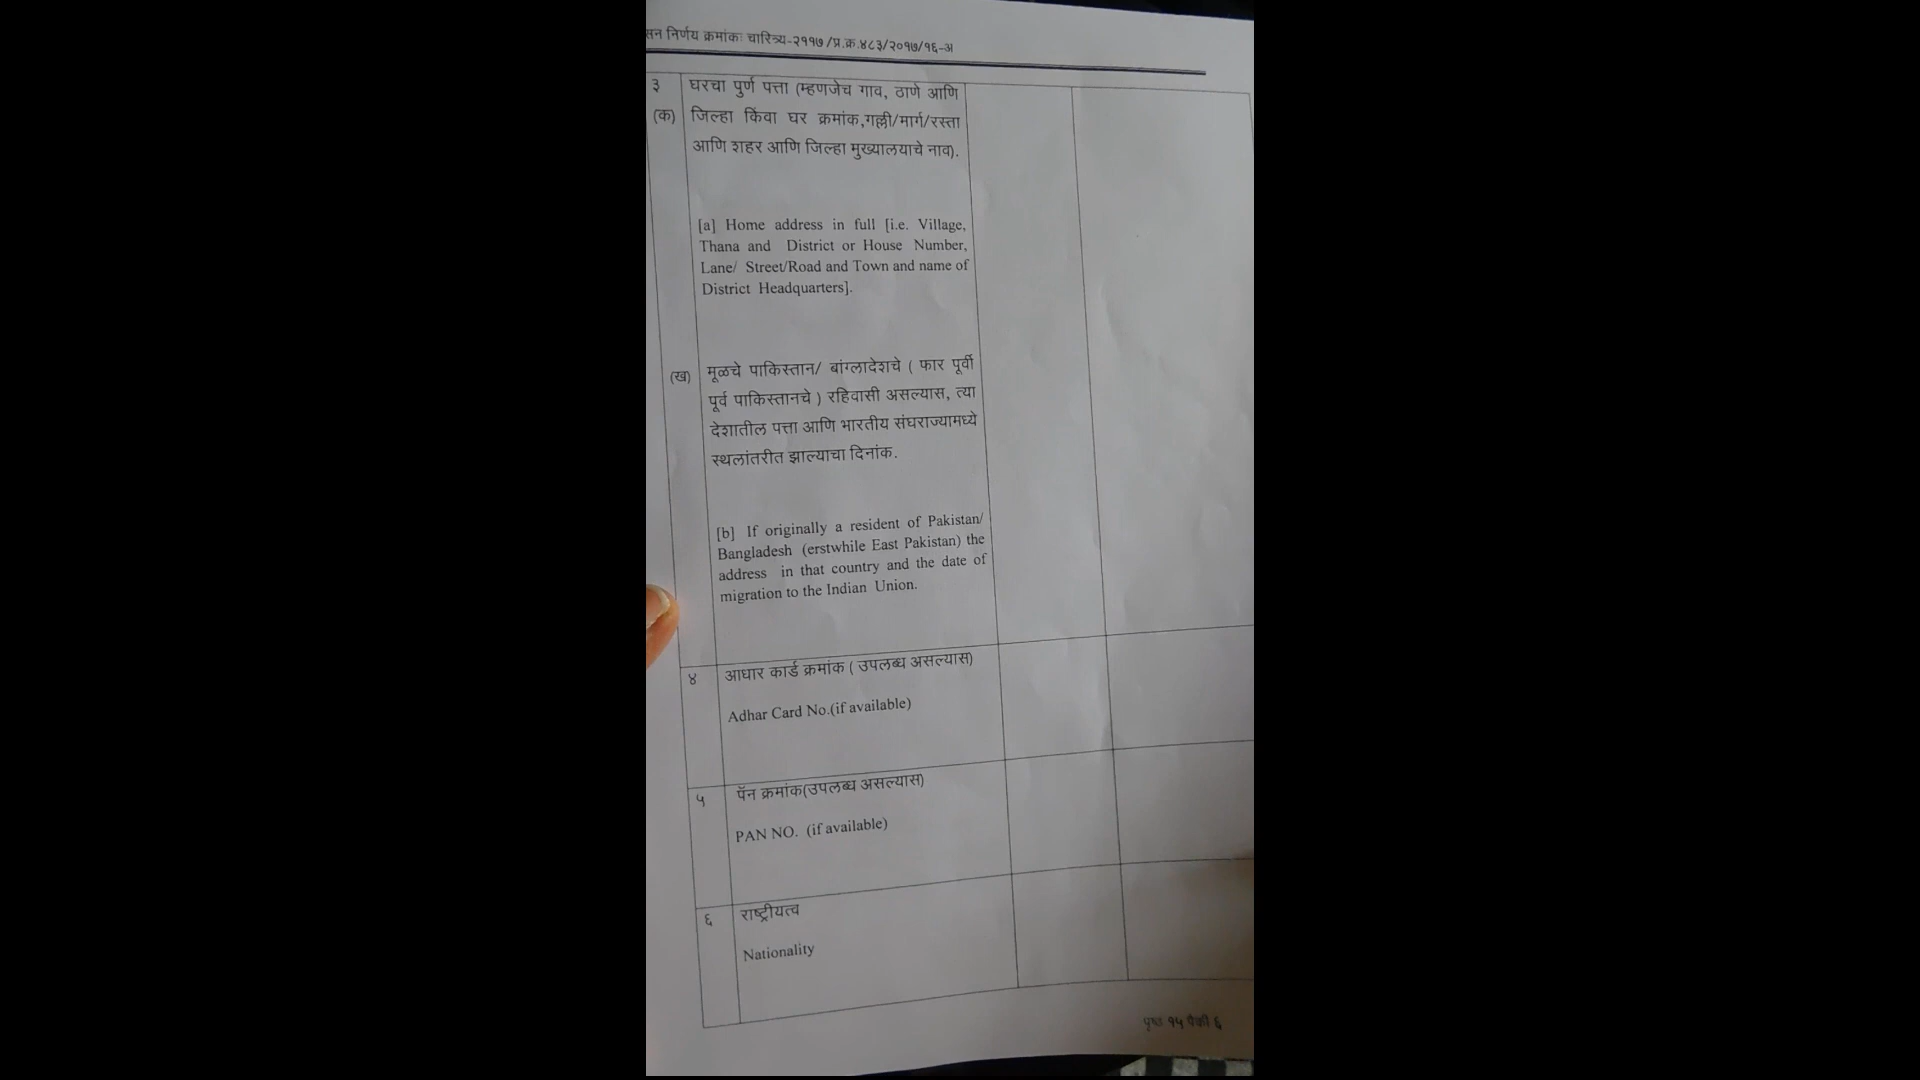 सन निर्णय क्रमांकः चारित्र्य-२११७/प्र.क्र.४८३/२०१७/१६-अ
३ घरचा पुर्ण पत्ता (म्हणजेच गाव, ठाणे आणि
(क) जिल्हा किंवा घर क्रमांक,गल्ली/मार्ग/रस्ता
आणि शहर आणि जिल्हा मुख्यालयाचे नाव).
[a] Home address in full [i.e. Village,
Thana and District or House Number,
Lane/ Street/Road and Town and name of
District Headquarters].
(ख) मूळचे पाकिस्तान/ बांग्लादेशचे ( फार पूर्वी
पूर्व पाकिस्तानचे ) रहिवासी असल्यास, त्या
देशातील पत्ता आणि भारतीय संघराज्यामध्ये
स्थलांतरीत झाल्याचा दिनांक.
[b] If originally a resident of Pakistan/
Bangladesh (erstwhile East Pakistan) the
address in that country and the date of
migration to the Indian Union.
४ आधार कार्ड क्रमांक ( उपलब्ध असल्यास)
Adhar Card No.(if available)
५ पॅन क्रमांक(उपलब्ध असल्यास)
PAN NO. (if available)
६ राष्ट्रीयत्व
Nationality
पृष्ठ १५ पैकी ६